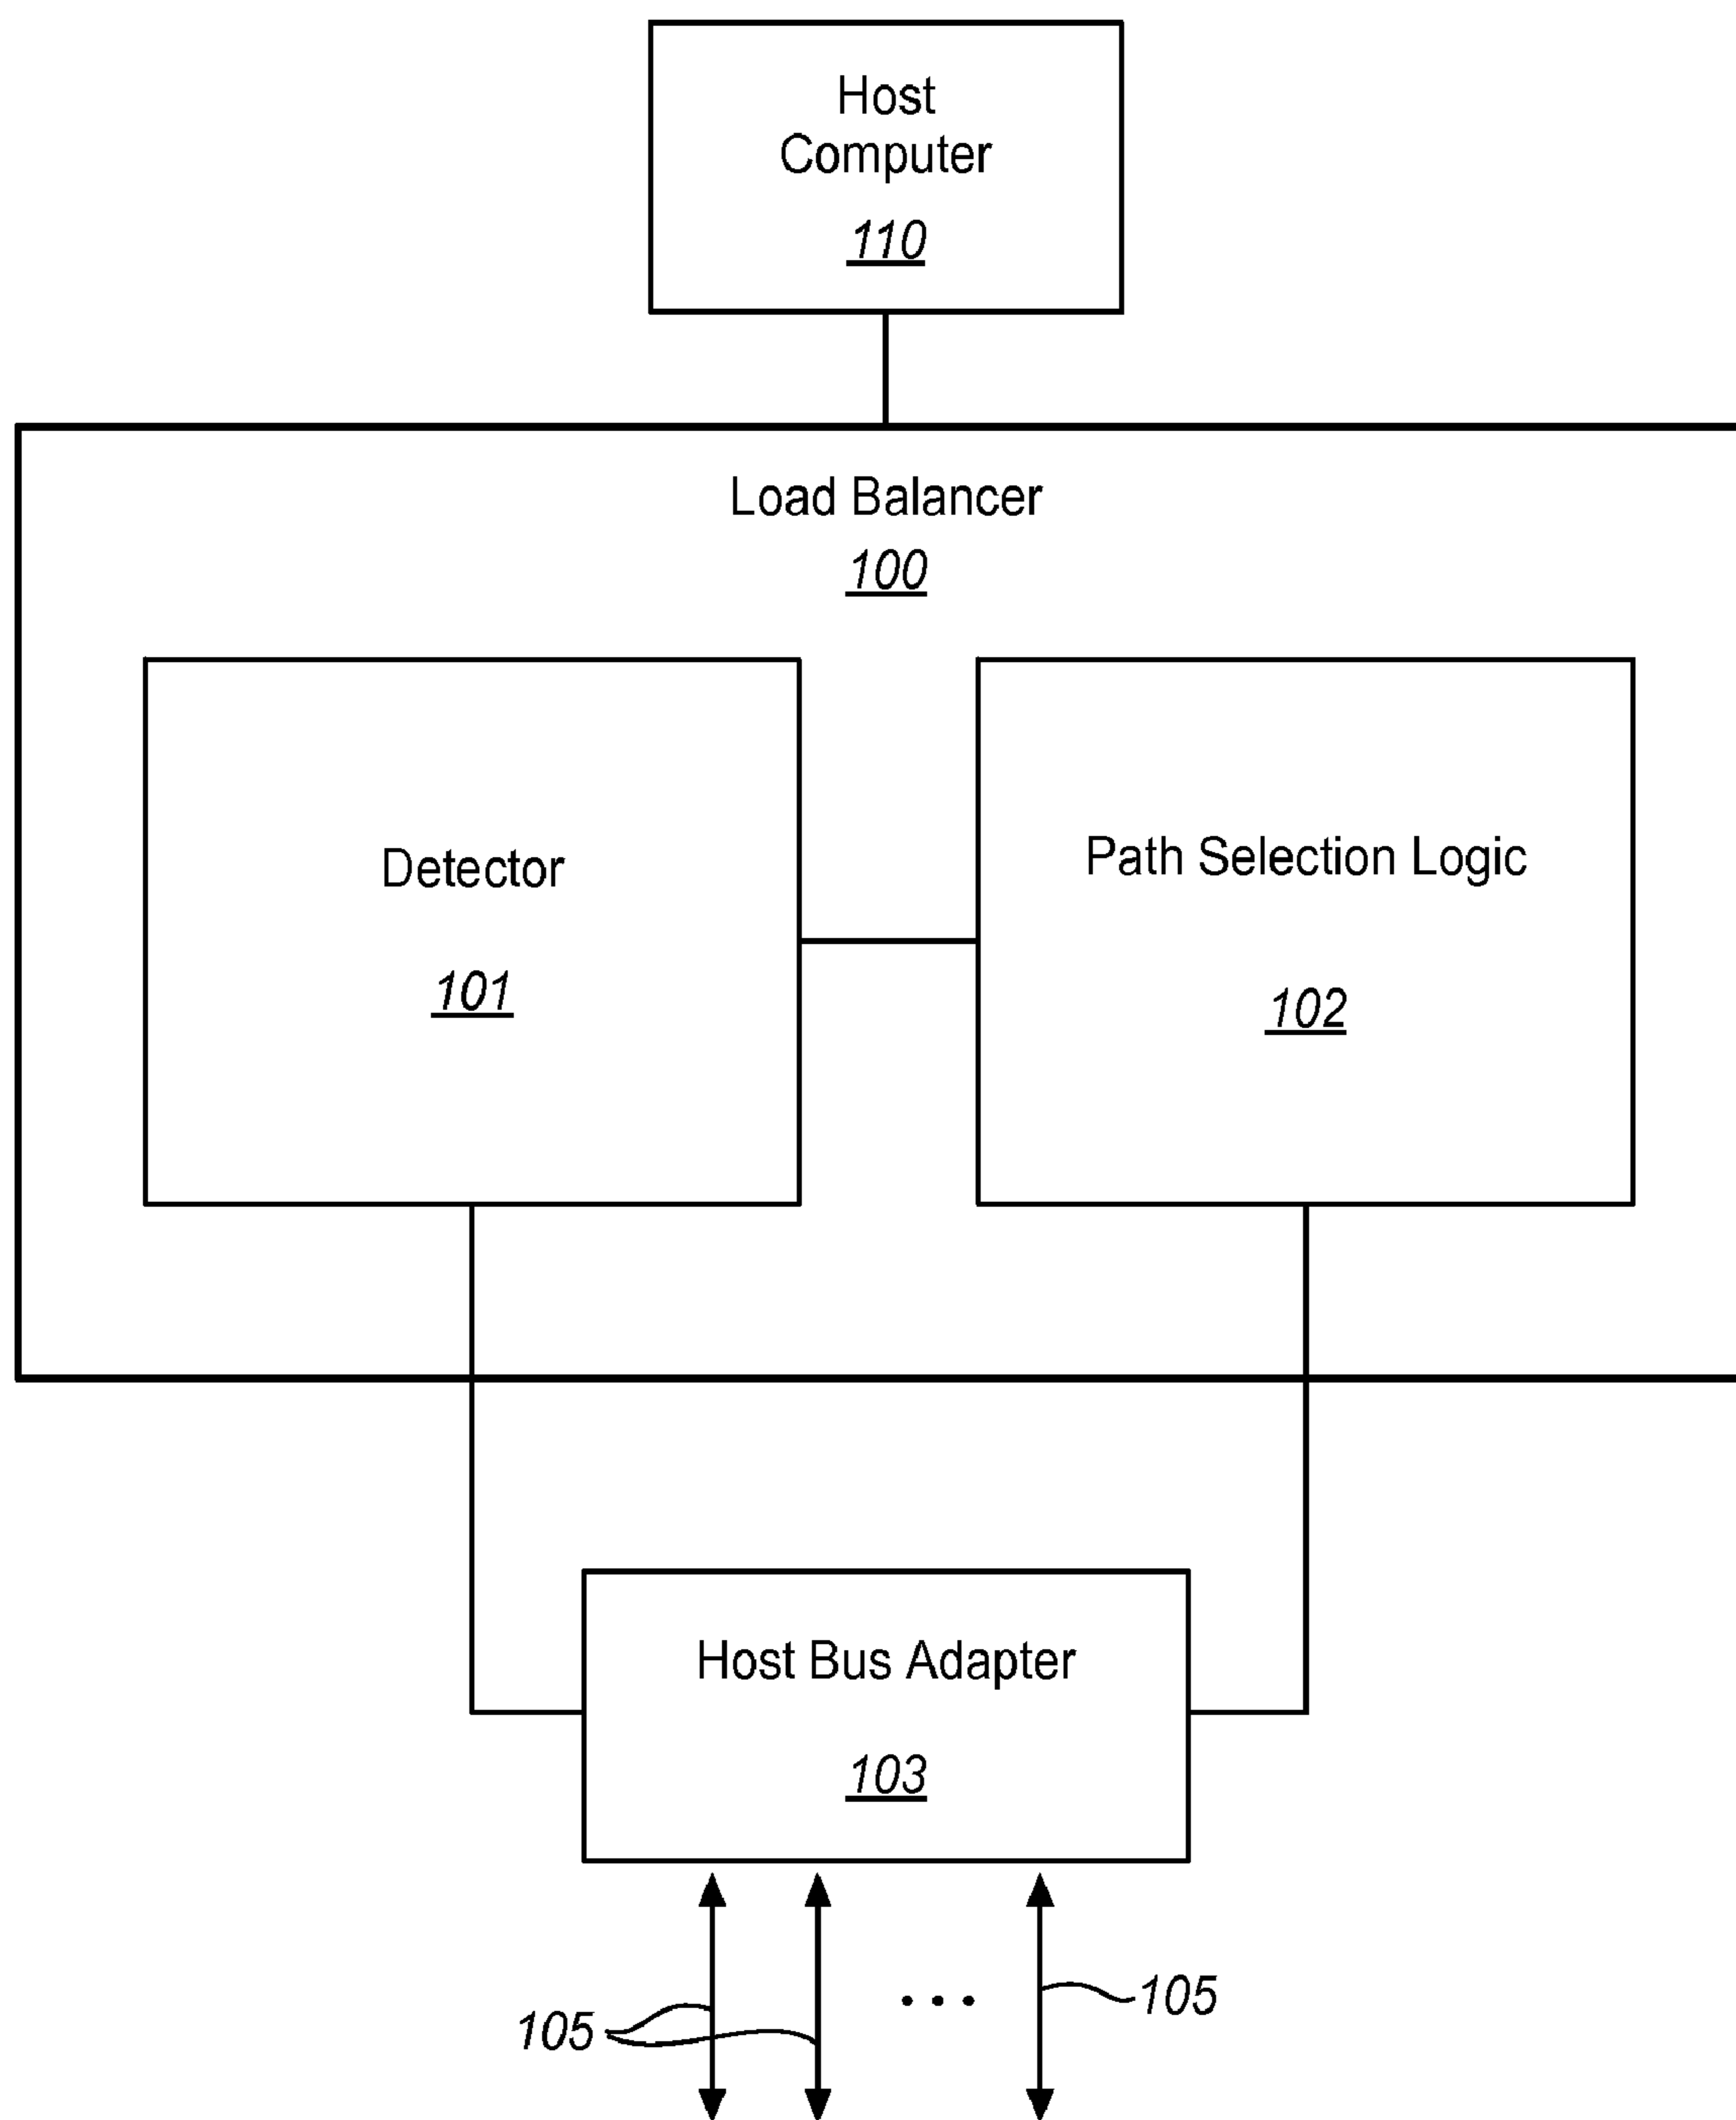 Host
Computer
110
Load Balancer
100
Detector
101
Path Selection Logic
102
Host Bus Adapter
103
105
105